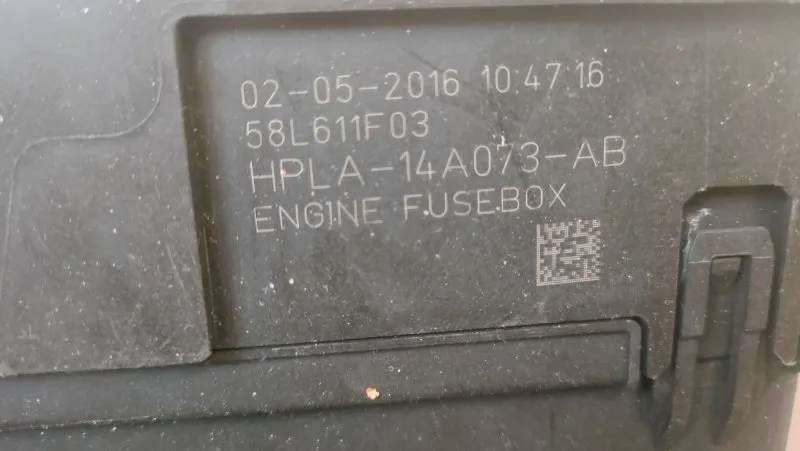 02-05-2016 10:47:16
58L611F03
HPLA-14A073-AB
ENGINE FUSEBOX